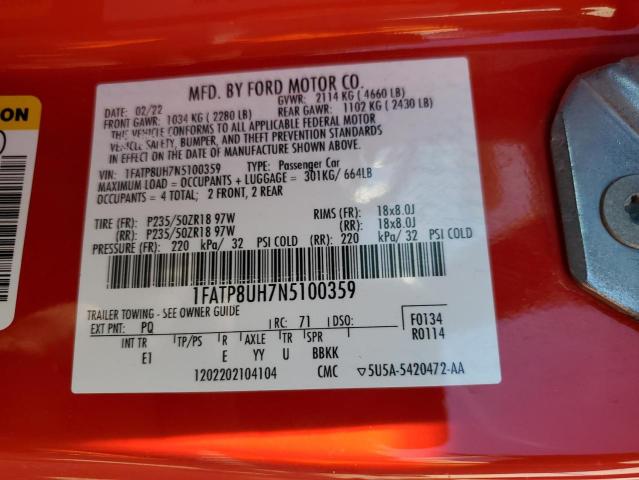 ION
MFD. BY FORD MOTOR CO.
DATE: 02/22 GVWR: 2114 KG ( 4660 LB)
FRONT GAWR: 1034 KG ( 2280 LB) REAR GAWR: 1102 KG ( 2430 LB)
THIS VEHICLE CONFORMS TO ALL APPLICABLE FEDERAL MOTOR
VEHICLE SAFETY, BUMPER, AND THEFT PREVENTION STANDARDS
IN EFFECT ON THE DATE OF MANUFACTURE SHOWN ABOVE.
VIN: 1FATP8UH7N5100359 TYPE: Passenger Car
MAXIMUM LOAD = OCCUPANTS + LUGGAGE = 301KG/ 664LB
OCCUPANTS = 4 TOTAL; 2 FRONT, 2 REAR
TIRE (FR): P235/50ZR18 97W RIMS (FR): 18x8.0J
(RR): P235/50ZR18 97W (RR): 18x8.0J
PRESSURE (FR): 220 kPa/ 32 PSI COLD (RR): 220 kPa/ 32 PSI COLD
1FATP8UH7N5100359
TRAILER TOWING - SEE OWNER GUIDE
EXT PNT: PQ RC: 71 DSO: F0134
INT TR TP/PS R AXLE TR SPR R0114
E1 E YY U BBKK
1202202104104 CMC 5U5A-5420472-AA